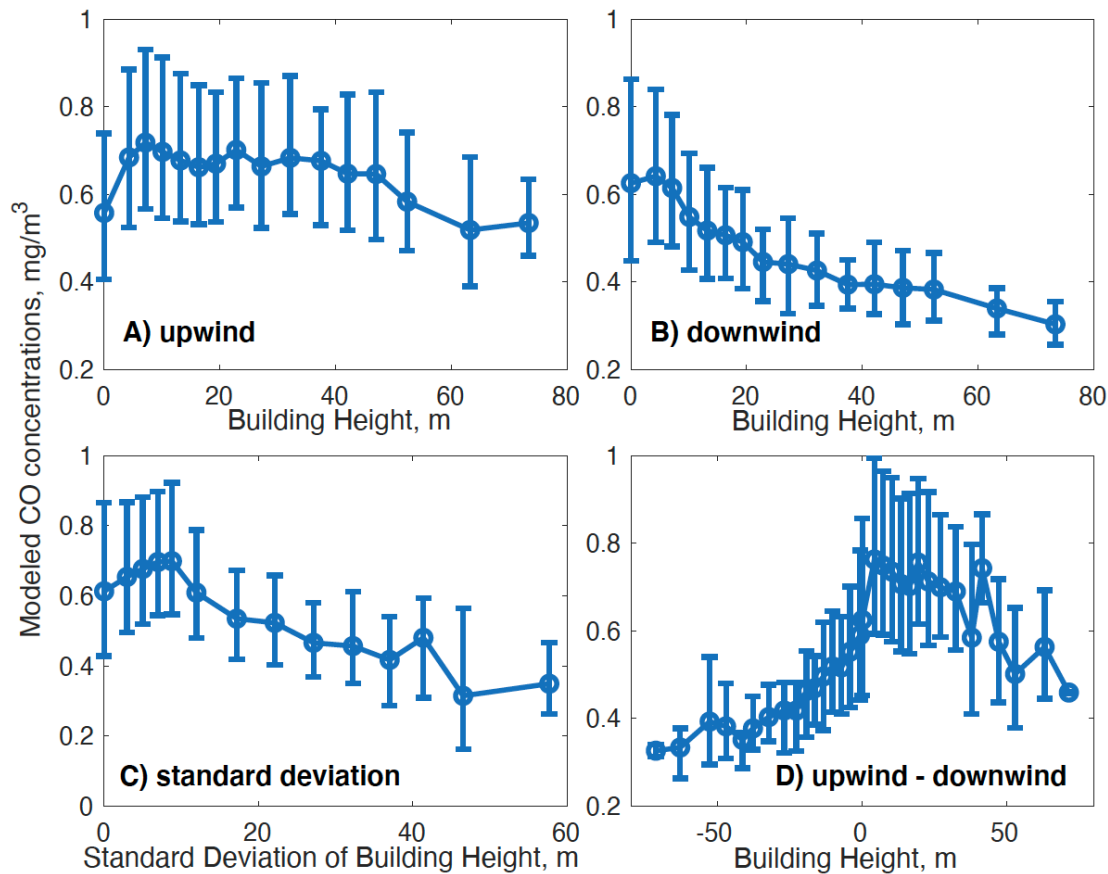 Modeled CO concentrations, mg/m³
1
0.8
0.6
0.4
0.2
A) upwind
0 20 40 60 80
Building Height, m
1
0.8
0.6
0.4
0.2
B) downwind
0 20 40 60 80
Building Height, m
1
0.8
0.6
0.4
0.2
0
C) standard deviation
0 20 40 60
Standard Deviation of Building Height, m
1
0.8
0.6
0.4
0.2
D) upwind - downwind
-50 0 50
Building Height, m